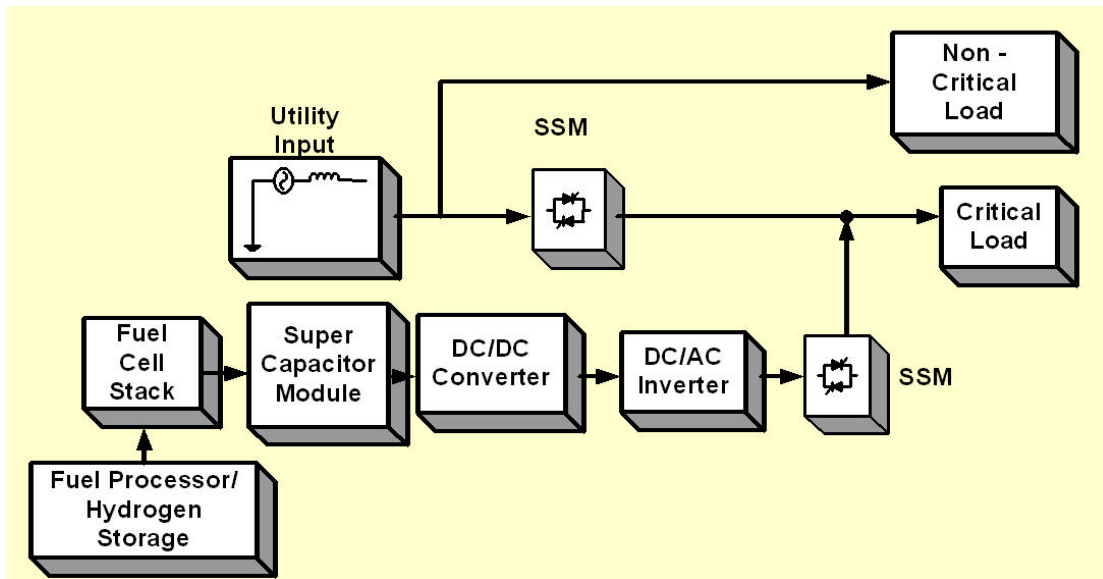 Non -
Critical
Load
Utility
Input
SSM
Critical
Load
Fuel
Cell
Stack
Super
Capacitor
Module
DC/DC
Converter
DC/AC
Inverter
SSM
Fuel Processor/
Hydrogen
Storage